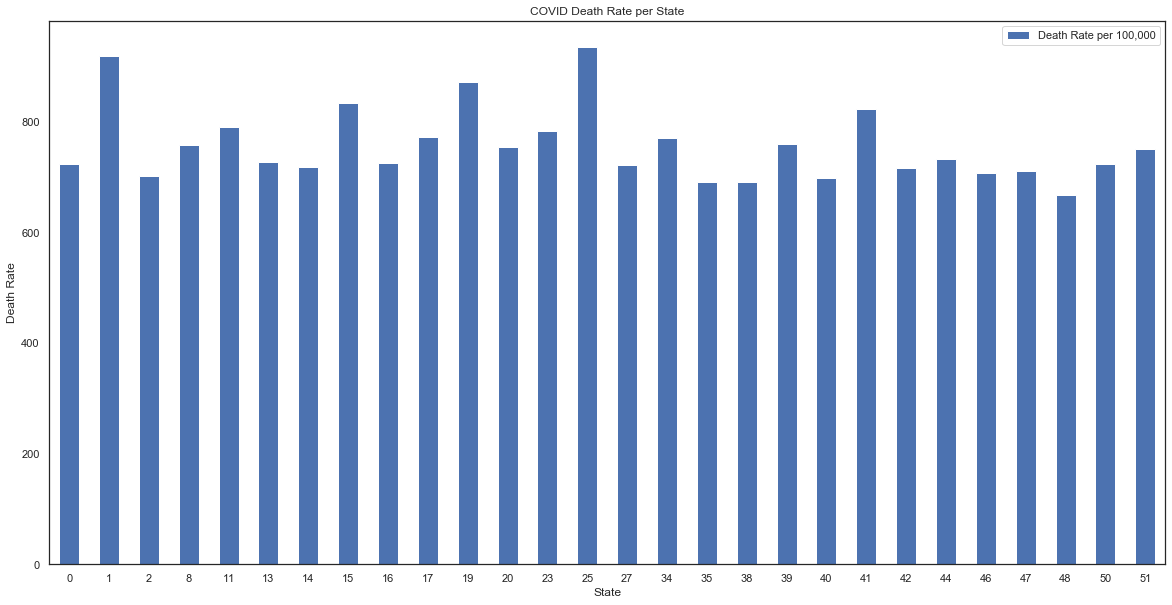 COVID Death Rate per State
Death Rate per 100,000
Death Rate
800
600
400
200
0
0 1 2 8 11 13 14 15 16 17 19 20 23 25 27 34 35 38 39 40 41 42 44 46 47 48 50 51
State